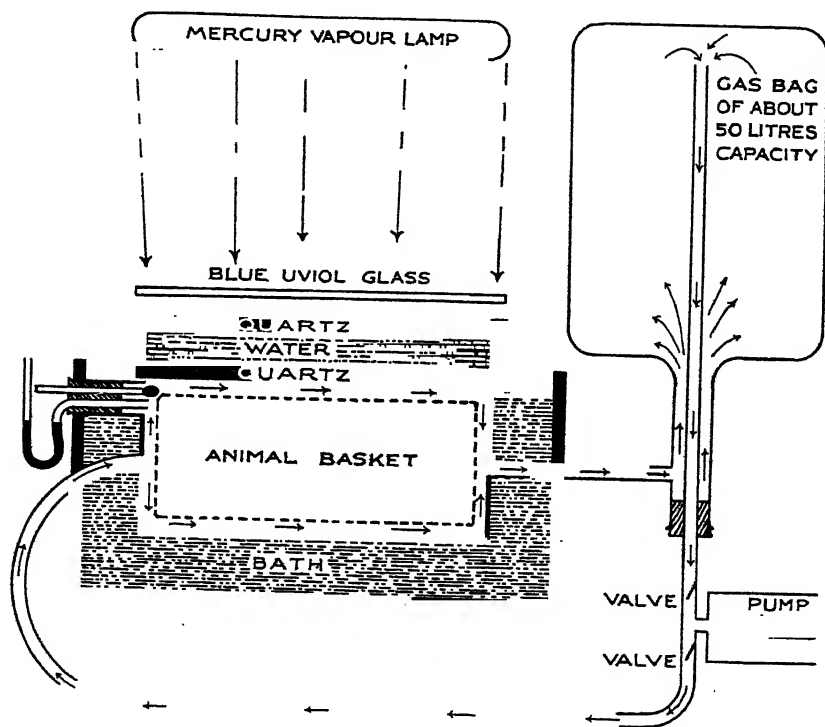 MERCURY VAPOUR LAMP
GAS BAG
OF ABOUT
50 LITRES
CAPACITY
BLUE UVIOL GLASS
QUARTZ
WATER
QUARTZ
ANIMAL BASKET
BATH
VALVE
PUMP
VALVE